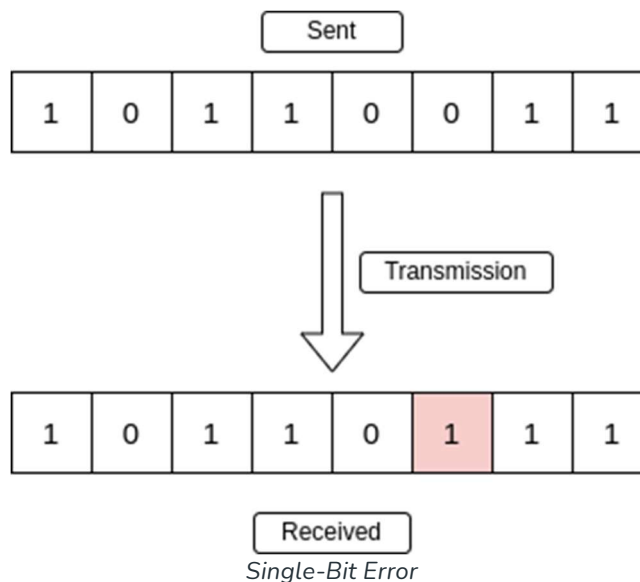 Sent
1 0 1 1 0 0 1 1
Transmission
1 0 1 1 0 1 1 1
Received
Single-Bit Error